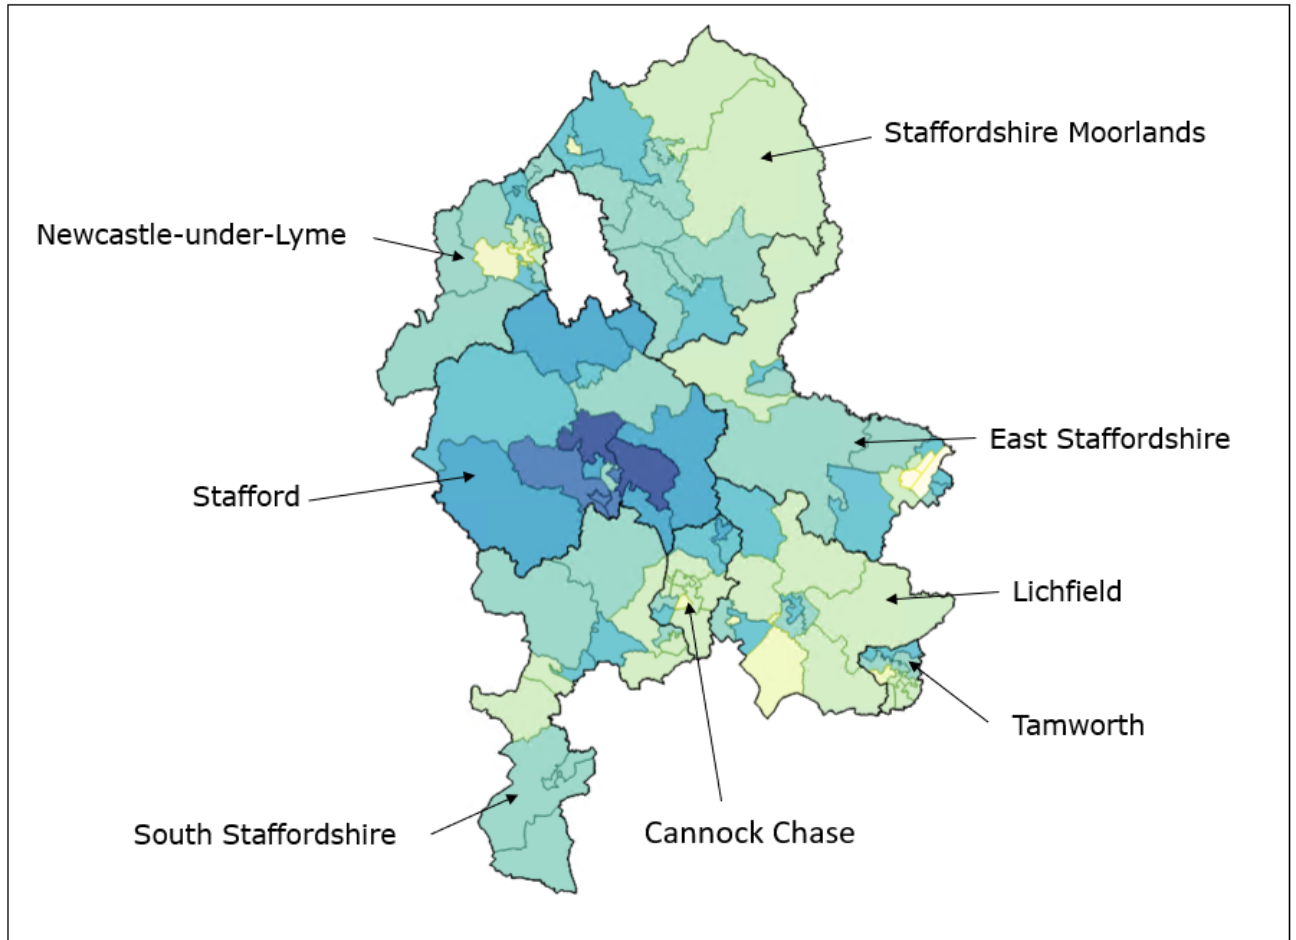 Staffordshire Moorlands
Newcastle-under-Lyme
East Staffordshire
Stafford
Lichfield
Tamworth
South Staffordshire
Cannock Chase